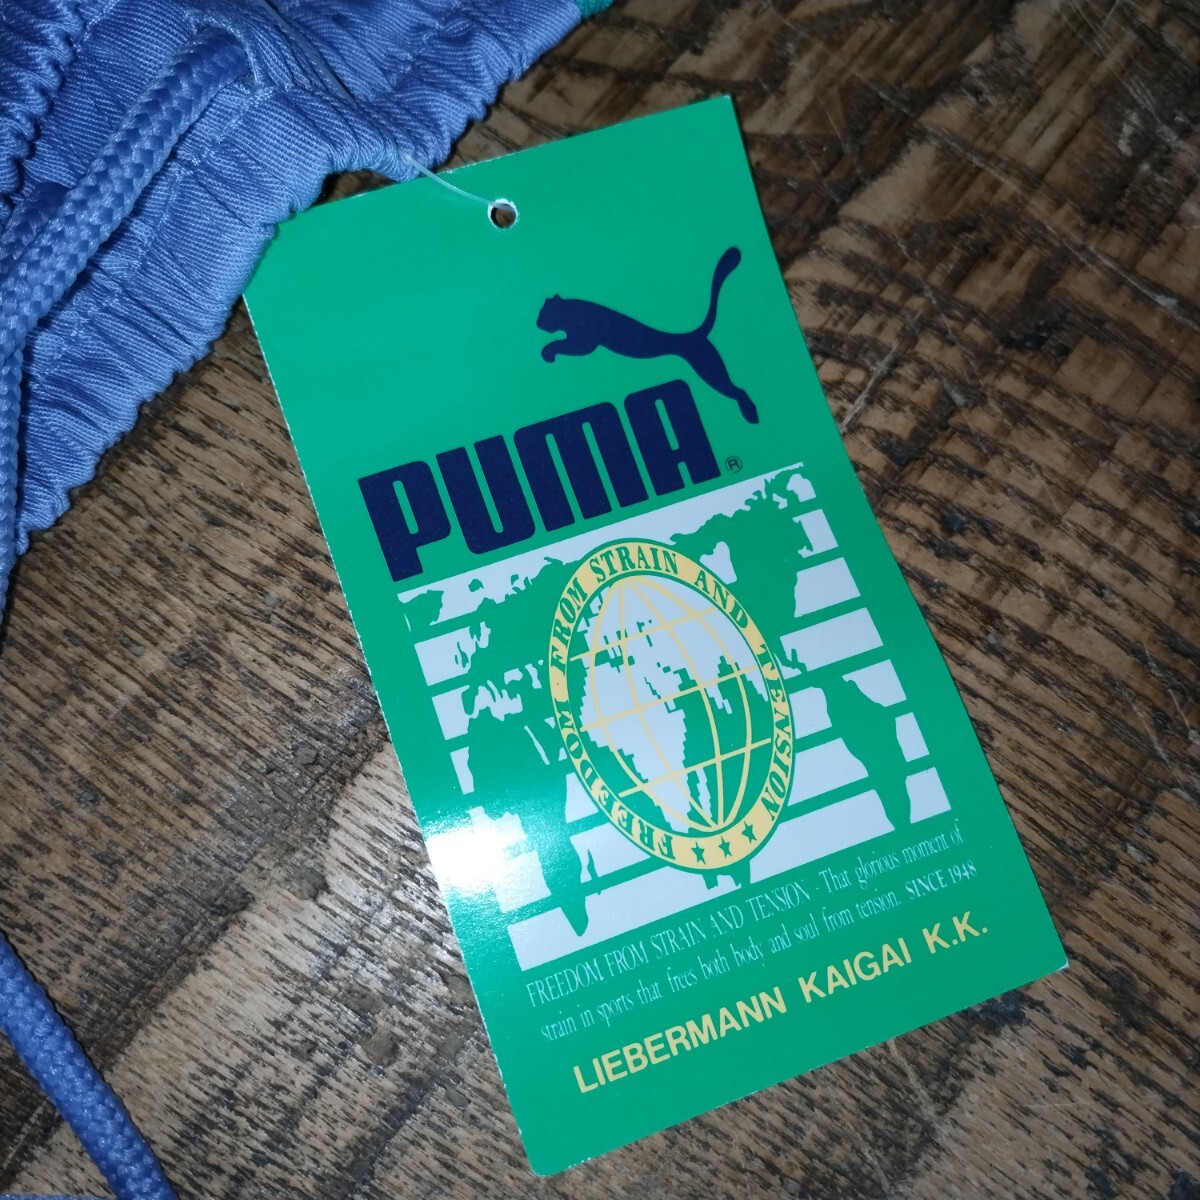 PUMA®
FREEDOM FROM STRAIN AND TENSION
FREEDOM FROM STRAIN AND TENSION - That glorious moment of
strain in sports that frees both body and soul from tension. SINCE 1948
LIEBERMANN KAIGAI K.K.